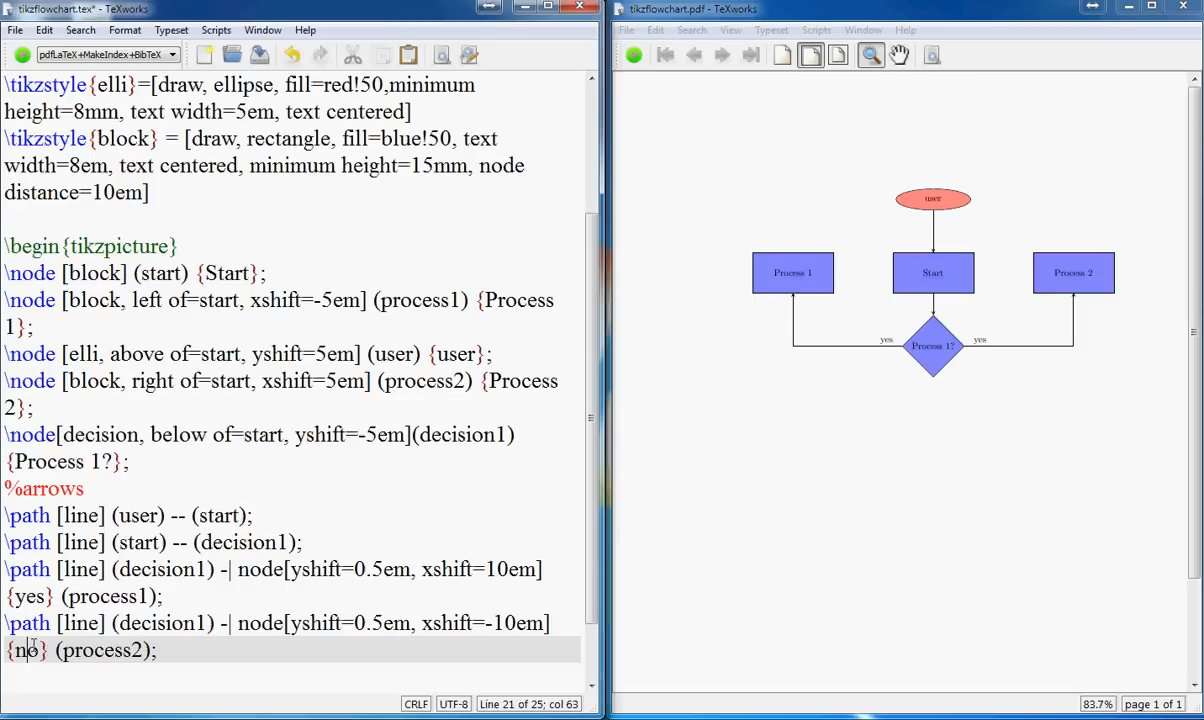 tikzflowchart.tex* - TeXworks
File Edit Search Format Typeset Scripts Window Help
pdfLaTeX+MakeIndex+BibTeX
\tikzstyle{elli}=[draw, ellipse, fill=red!50,minimum
height=8mm, text width=5em, text centered]
\tikzstyle{block} = [draw, rectangle, fill=blue!50, text
width=8em, text centered, minimum height=15mm, node
distance=10em]
\begin{tikzpicture}
\node [block] (start) {Start};
\node [block, left of=start, xshift=-5em] (process1) {Process
1};
\node [elli, above of=start, yshift=5em] (user) {user};
\node [block, right of=start, xshift=5em] (process2) {Process
2};
\node[decision, below of=start, yshift=-5em](decision1)
{Process 1?};
%arrows
\path [line] (user) -- (start);
\path [line] (start) -- (decision1);
\path [line] (decision1) -| node[yshift=0.5em, xshift=10em]
{yes} (process1);
\path [line] (decision1) -| node[yshift=0.5em, xshift=-10em]
{no} (process2);
CRLF UTF-8 Line 21 of 25; col 63
tikzflowchart.pdf - TeXworks
File Edit Search View Typeset Scripts Window Help
user
Process 1 Start Process 2
yes Process 1? yes
83.7% page 1 of 1